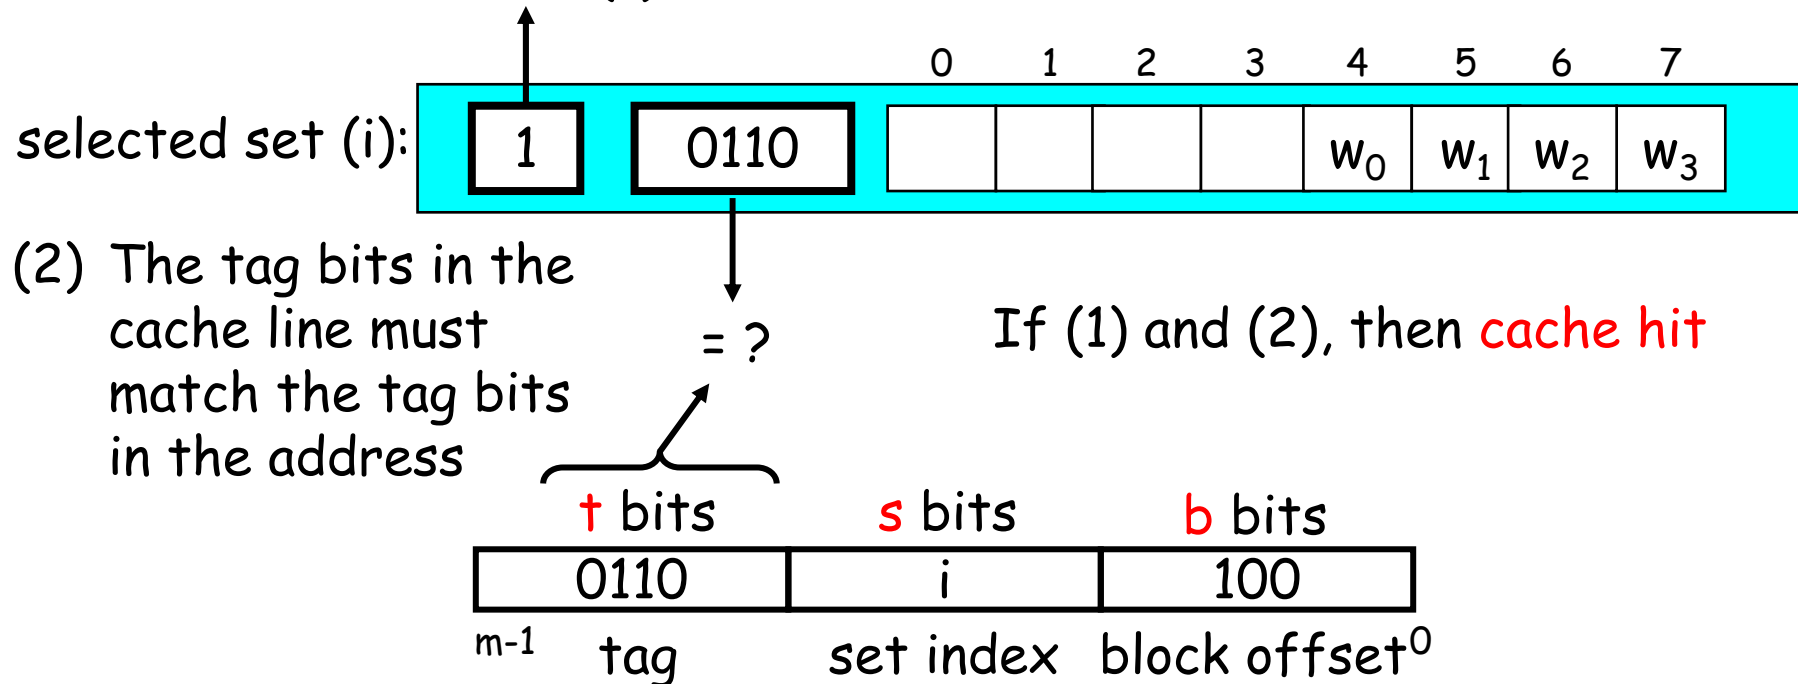 0 1 2 3 4 5 6 7
selected set (i): 1 0110 w0 w1 w2 w3
(2) The tag bits in the
cache line must
match the tag bits
in the address
= ?
If (1) and (2), then cache hit
t bits s bits b bits
0110 i 100
m-1 tag set index block offset 0